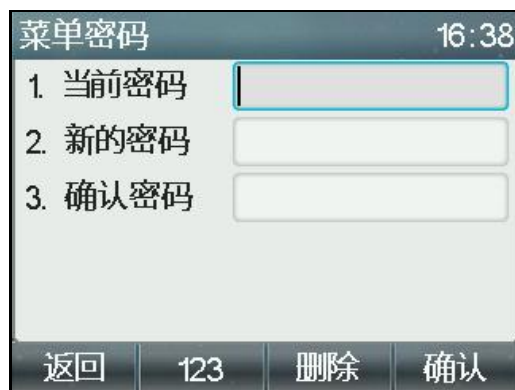 菜单密码 16:38
1. 当前密码
2. 新的密码
3. 确认密码
返回 123 删除 确认